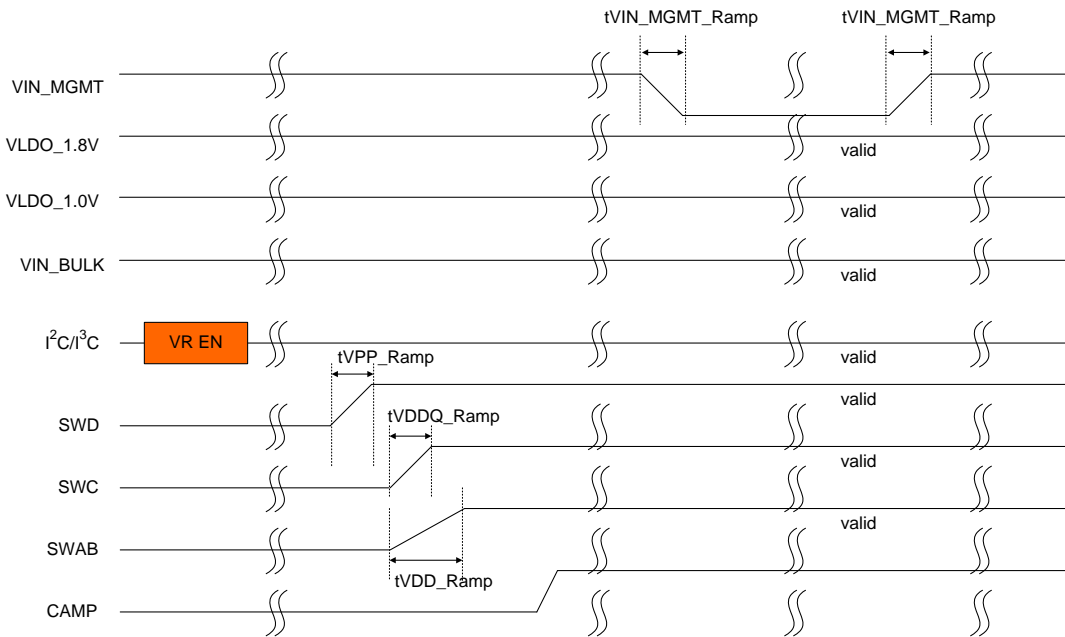 tVIN_MGMT_Ramp tVIN_MGMT_Ramp
VIN_MGMT
VLDO_1.8V valid
VLDO_1.0V valid
VIN_BULK valid
I²C/I³C VR EN valid
tVPP_Ramp
SWD valid
tVDDQ_Ramp
SWC valid
SWAB valid
tVDD_Ramp
CAMP